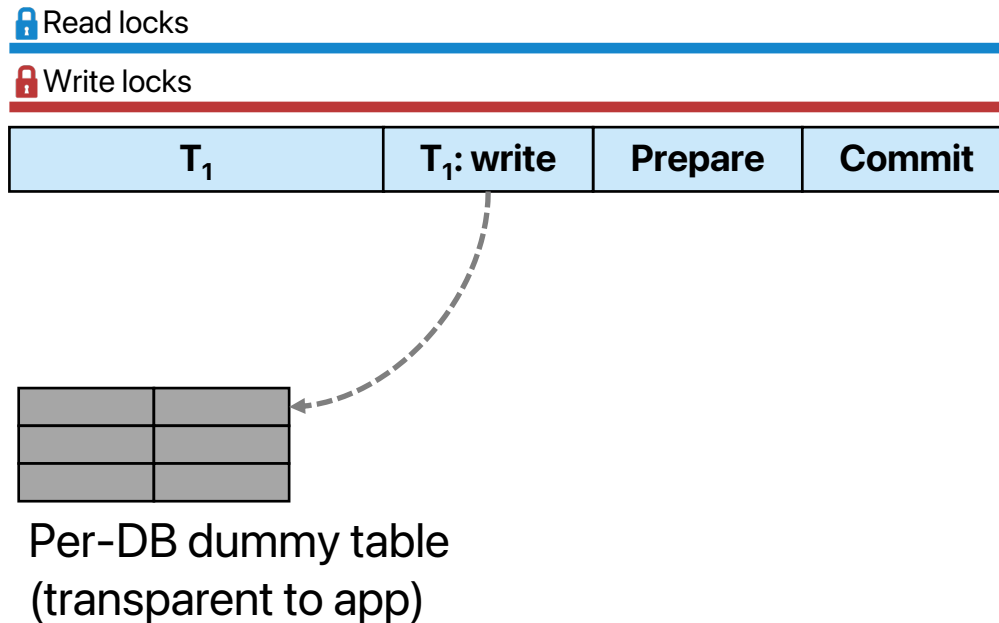 Read locks
Write locks
T₁ T₁: write Prepare Commit
Per-DB dummy table
(transparent to app)